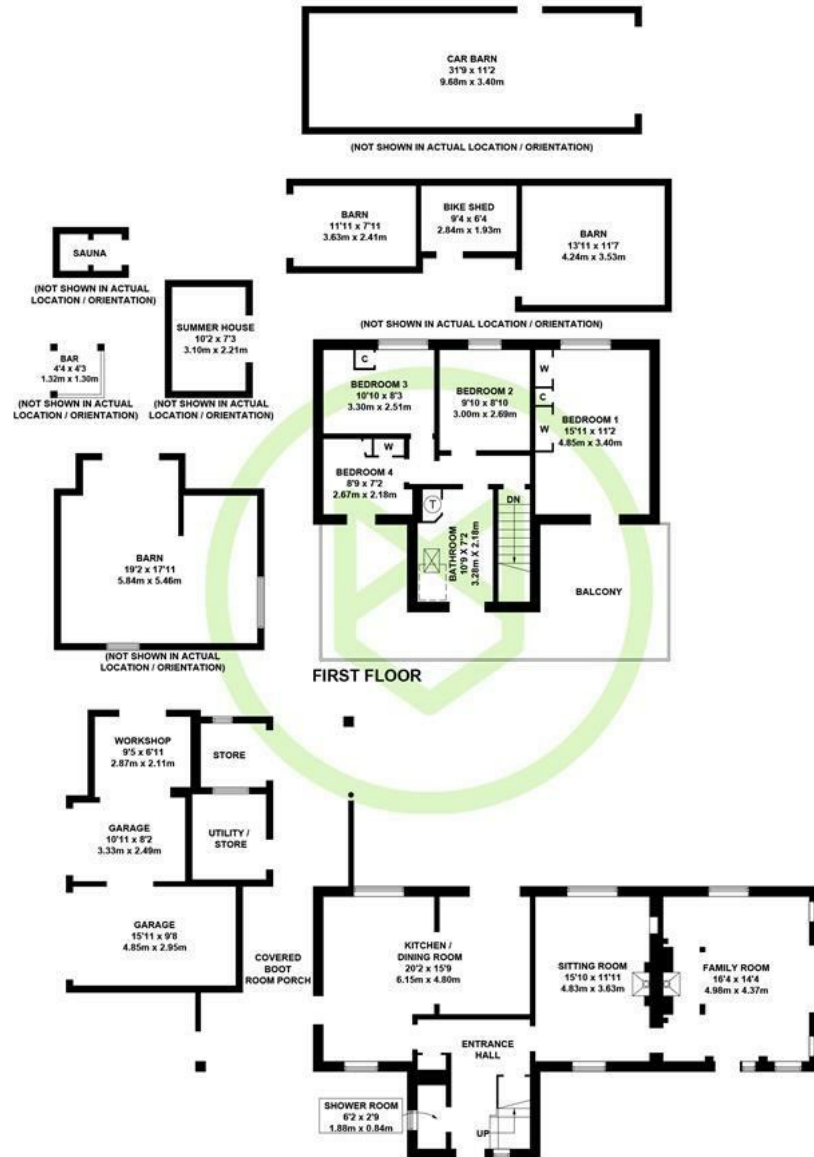 CAR BARN
31'9 x 11'2
9.68m x 3.40m
(NOT SHOWN IN ACTUAL LOCATION / ORIENTATION)
BARN
11'11 x 7'11
3.63m x 2.41m
BIKE SHED
9'4 x 6'4
2.84m x 1.93m
BARN
13'11 x 11'7
4.24m x 3.53m
(NOT SHOWN IN ACTUAL LOCATION / ORIENTATION)
SAUNA
(NOT SHOWN IN ACTUAL
LOCATION / ORIENTATION)
SUMMER HOUSE
10'2 x 7'3
3.10m x 2.21m
(NOT SHOWN IN ACTUAL
LOCATION / ORIENTATION)
BAR
4'4 x 4'3
1.32m x 1.30m
(NOT SHOWN IN ACTUAL
LOCATION / ORIENTATION)
C
BEDROOM 3
10'10 x 8'3
3.30m x 2.51m
BEDROOM 2
9'10 x 8'10
3.00m x 2.69m
W
C
W
BEDROOM 1
15'11 x 11'2
4.85m x 3.40m
W
BEDROOM 4
8'9 x 7'2
2.67m x 2.18m
T
DN
BATHROOM
10'9 X 7'2
3.28m X 2.18m
BALCONY
BARN
19'2 x 17'11
5.84m x 5.46m
(NOT SHOWN IN ACTUAL
LOCATION / ORIENTATION)
FIRST FLOOR
WORKSHOP
9'5 x 6'11
2.87m x 2.11m
STORE
GARAGE
10'11 x 8'2
3.33m x 2.49m
UTILITY /
STORE
GARAGE
15'11 x 9'8
4.85m x 2.95m
COVERED
BOOT
ROOM PORCH
KITCHEN /
DINING ROOM
20'2 x 15'9
6.15m x 4.80m
SITTING ROOM
15'10 x 11'11
4.83m x 3.63m
FAMILY ROOM
16'4 x 14'4
4.98m x 4.37m
ENTRANCE
HALL
SHOWER ROOM
6'2 x 2'9
1.88m x 0.84m
UP